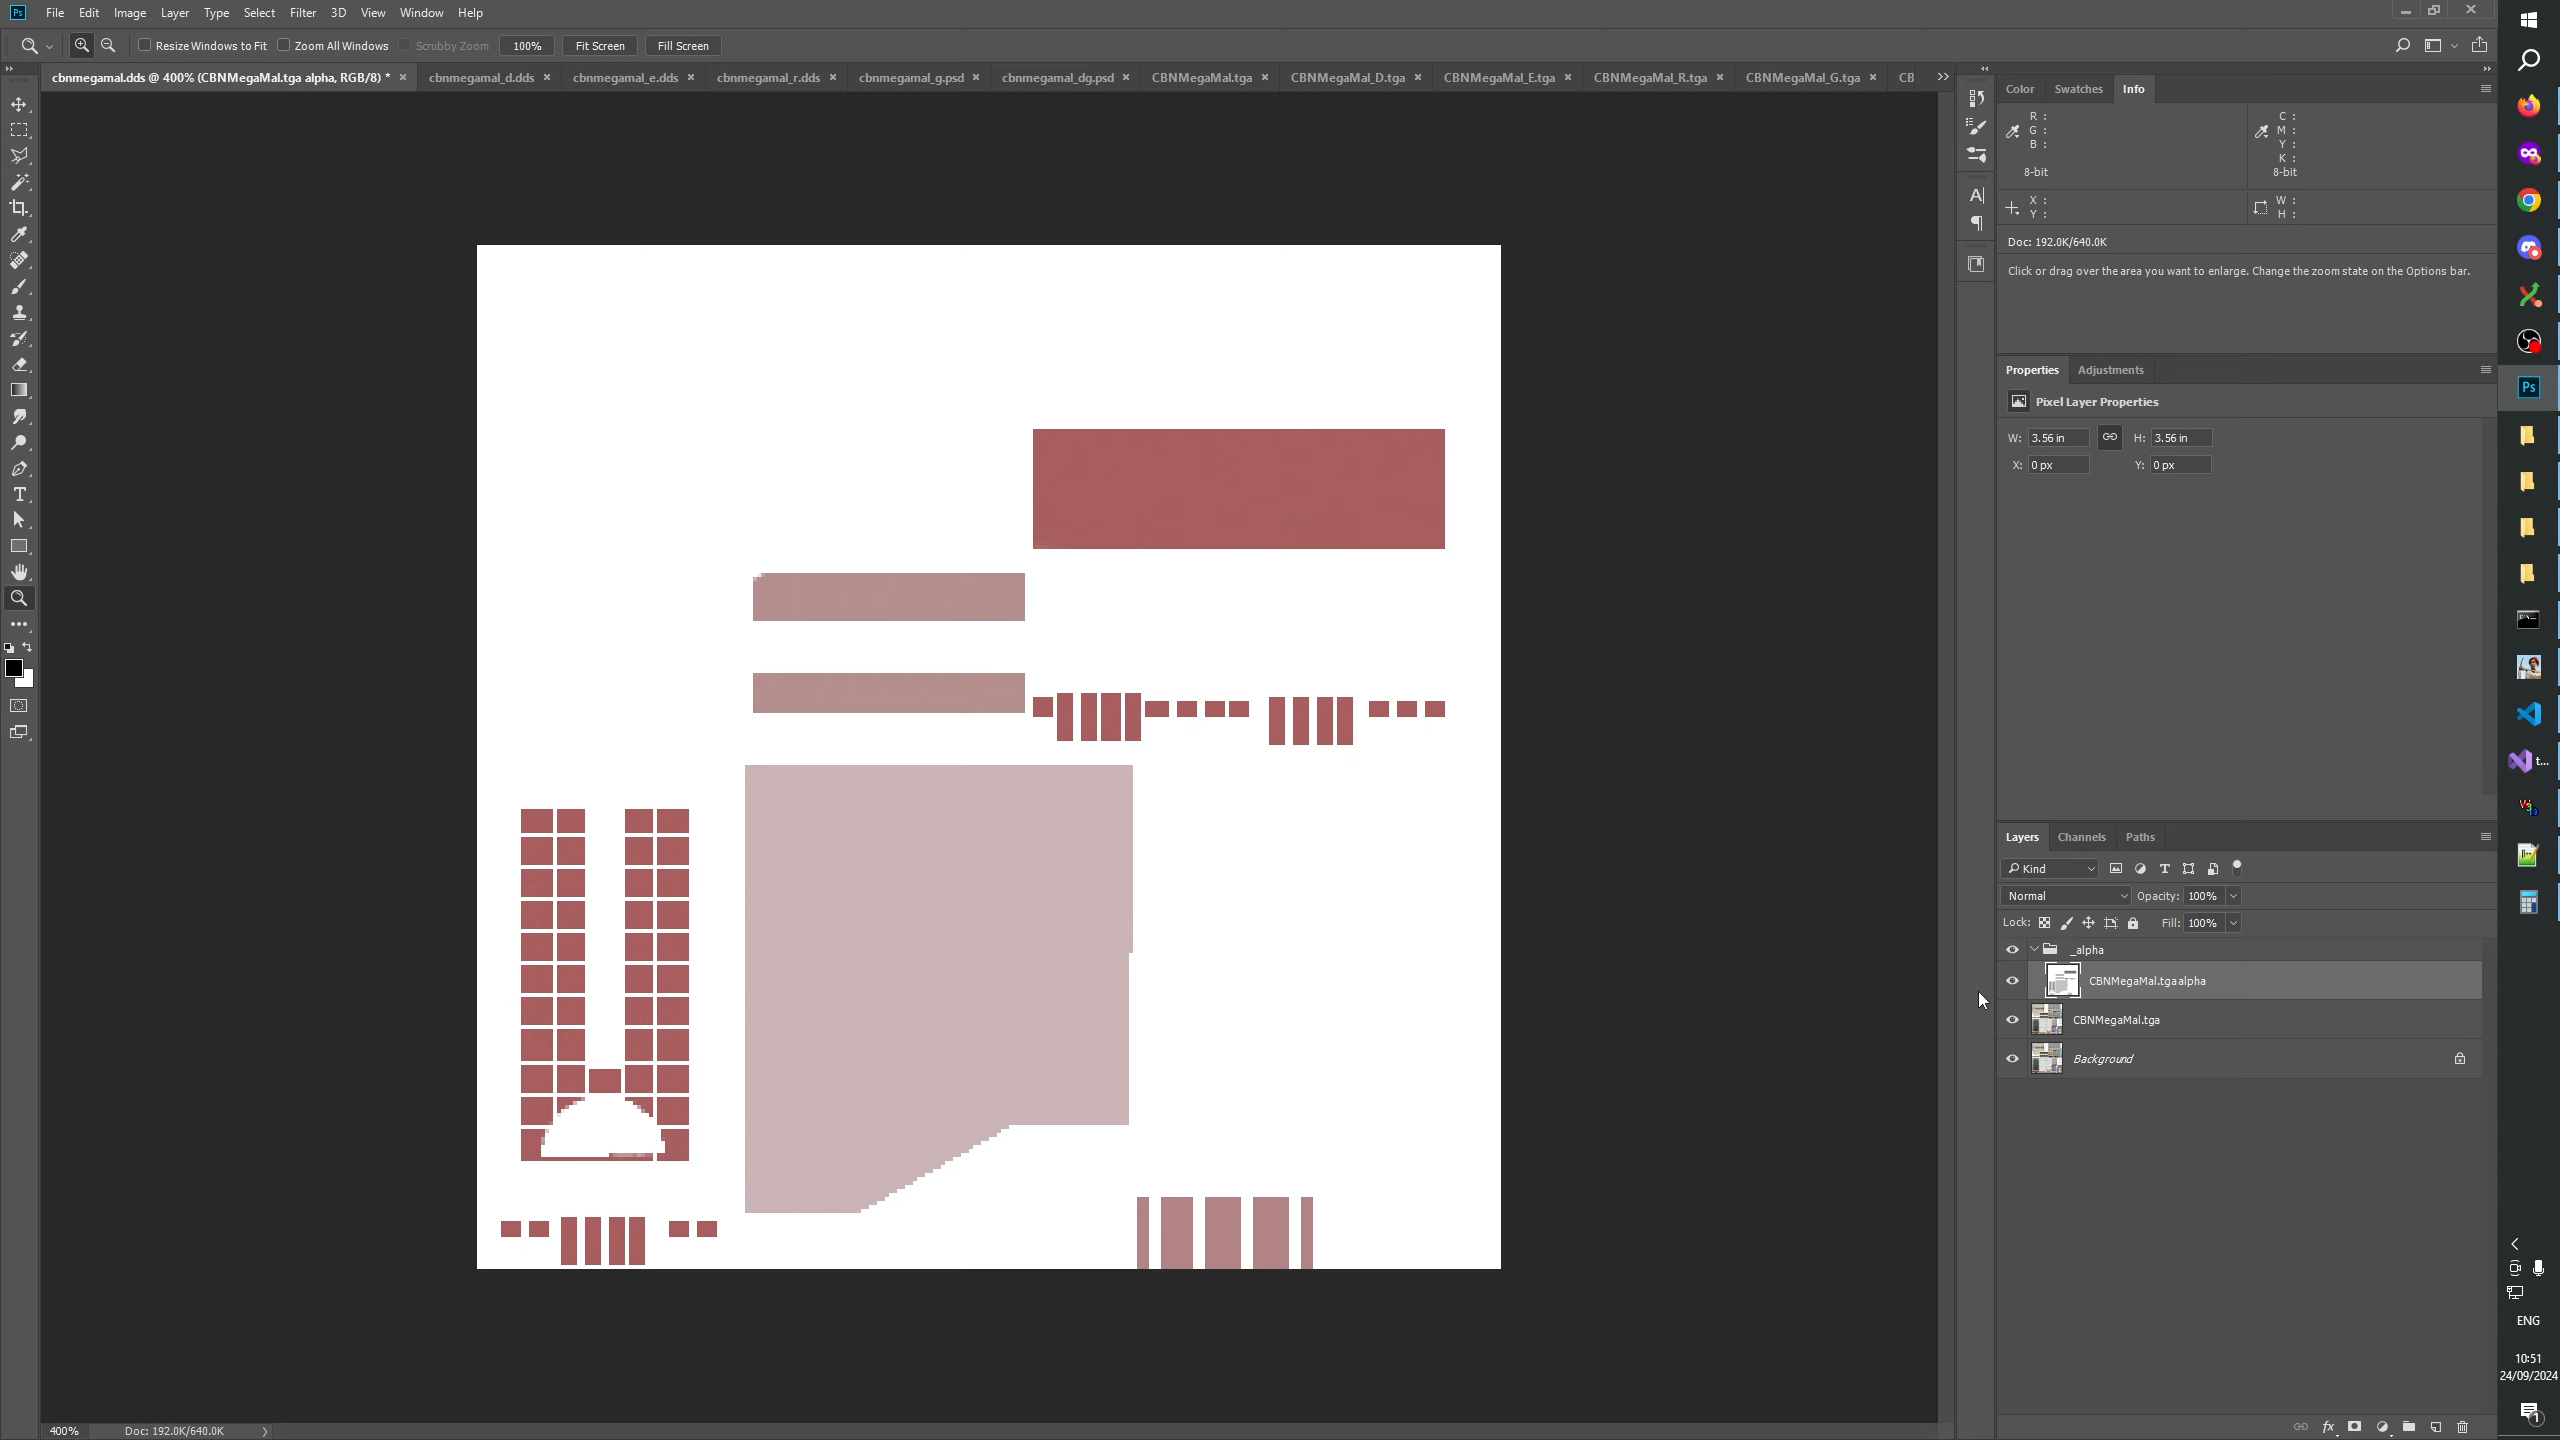 Ps File Edit Image Layer Type Select Filter 3D View Window Help
Resize Windows to Fit Zoom All Windows Scrubby Zoom 100% Fit Screen Fill Screen
cbnmegamal.dds @ 400% (CBNMegaMal.tga alpha, RGB/8) * × cbnmegamal_d.dds × cbnmegamal_e.dds × cbnmegamal_r.dds × cbnmegamal_g.psd × cbnmegamal_dg.psd × CBNMegaMal.tga × CBNMegaMal_D.tga × CBNMegaMal_E.tga × CBNMegaMal_R.tga × CBNMegaMal_G.tga × CB
Color Swatches Info
R : C :
G : M :
B : Y :
K :
8-bit 8-bit
X : W :
Y : H :
Doc: 192.0K/640.0K
Click or drag over the area you want to enlarge. Change the zoom state on the Options bar.
Properties Adjustments
Pixel Layer Properties
W: 3.56 in H: 3.56 in
X: 0 px Y: 0 px
Layers Channels Paths
Kind
Normal Opacity: 100%
Lock: Fill: 100%
_alpha
CBNMegaMal.tga alpha
CBNMegaMal.tga
Background
Ps
t...
ENG
10:51
24/09/2024
1
400% Doc: 192.0K/640.0K
fx